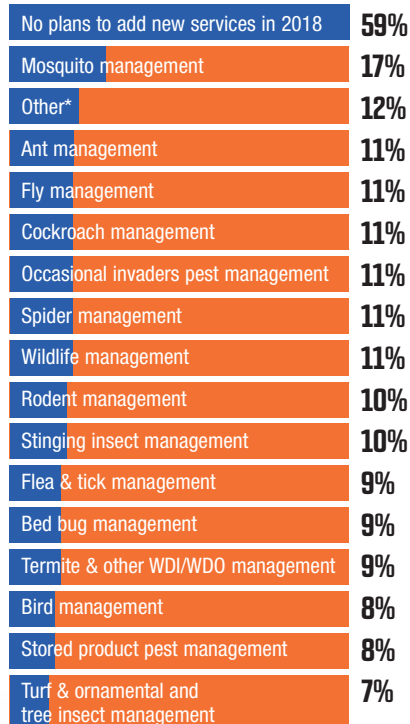 No plans to add new services in 2018 59%
Mosquito management 17%
Other* 12%
Ant management 11%
Fly management 11%
Cockroach management 11%
Occasional invaders pest management 11%
Spider management 11%
Wildlife management 11%
Rodent management 10%
Stinging insect management 10%
Flea & tick management 9%
Bed bug management 9%
Termite & other WDI/WDO management 9%
Bird management 8%
Stored product pest management 8%
Turf & ornamental and 7%
tree insect management